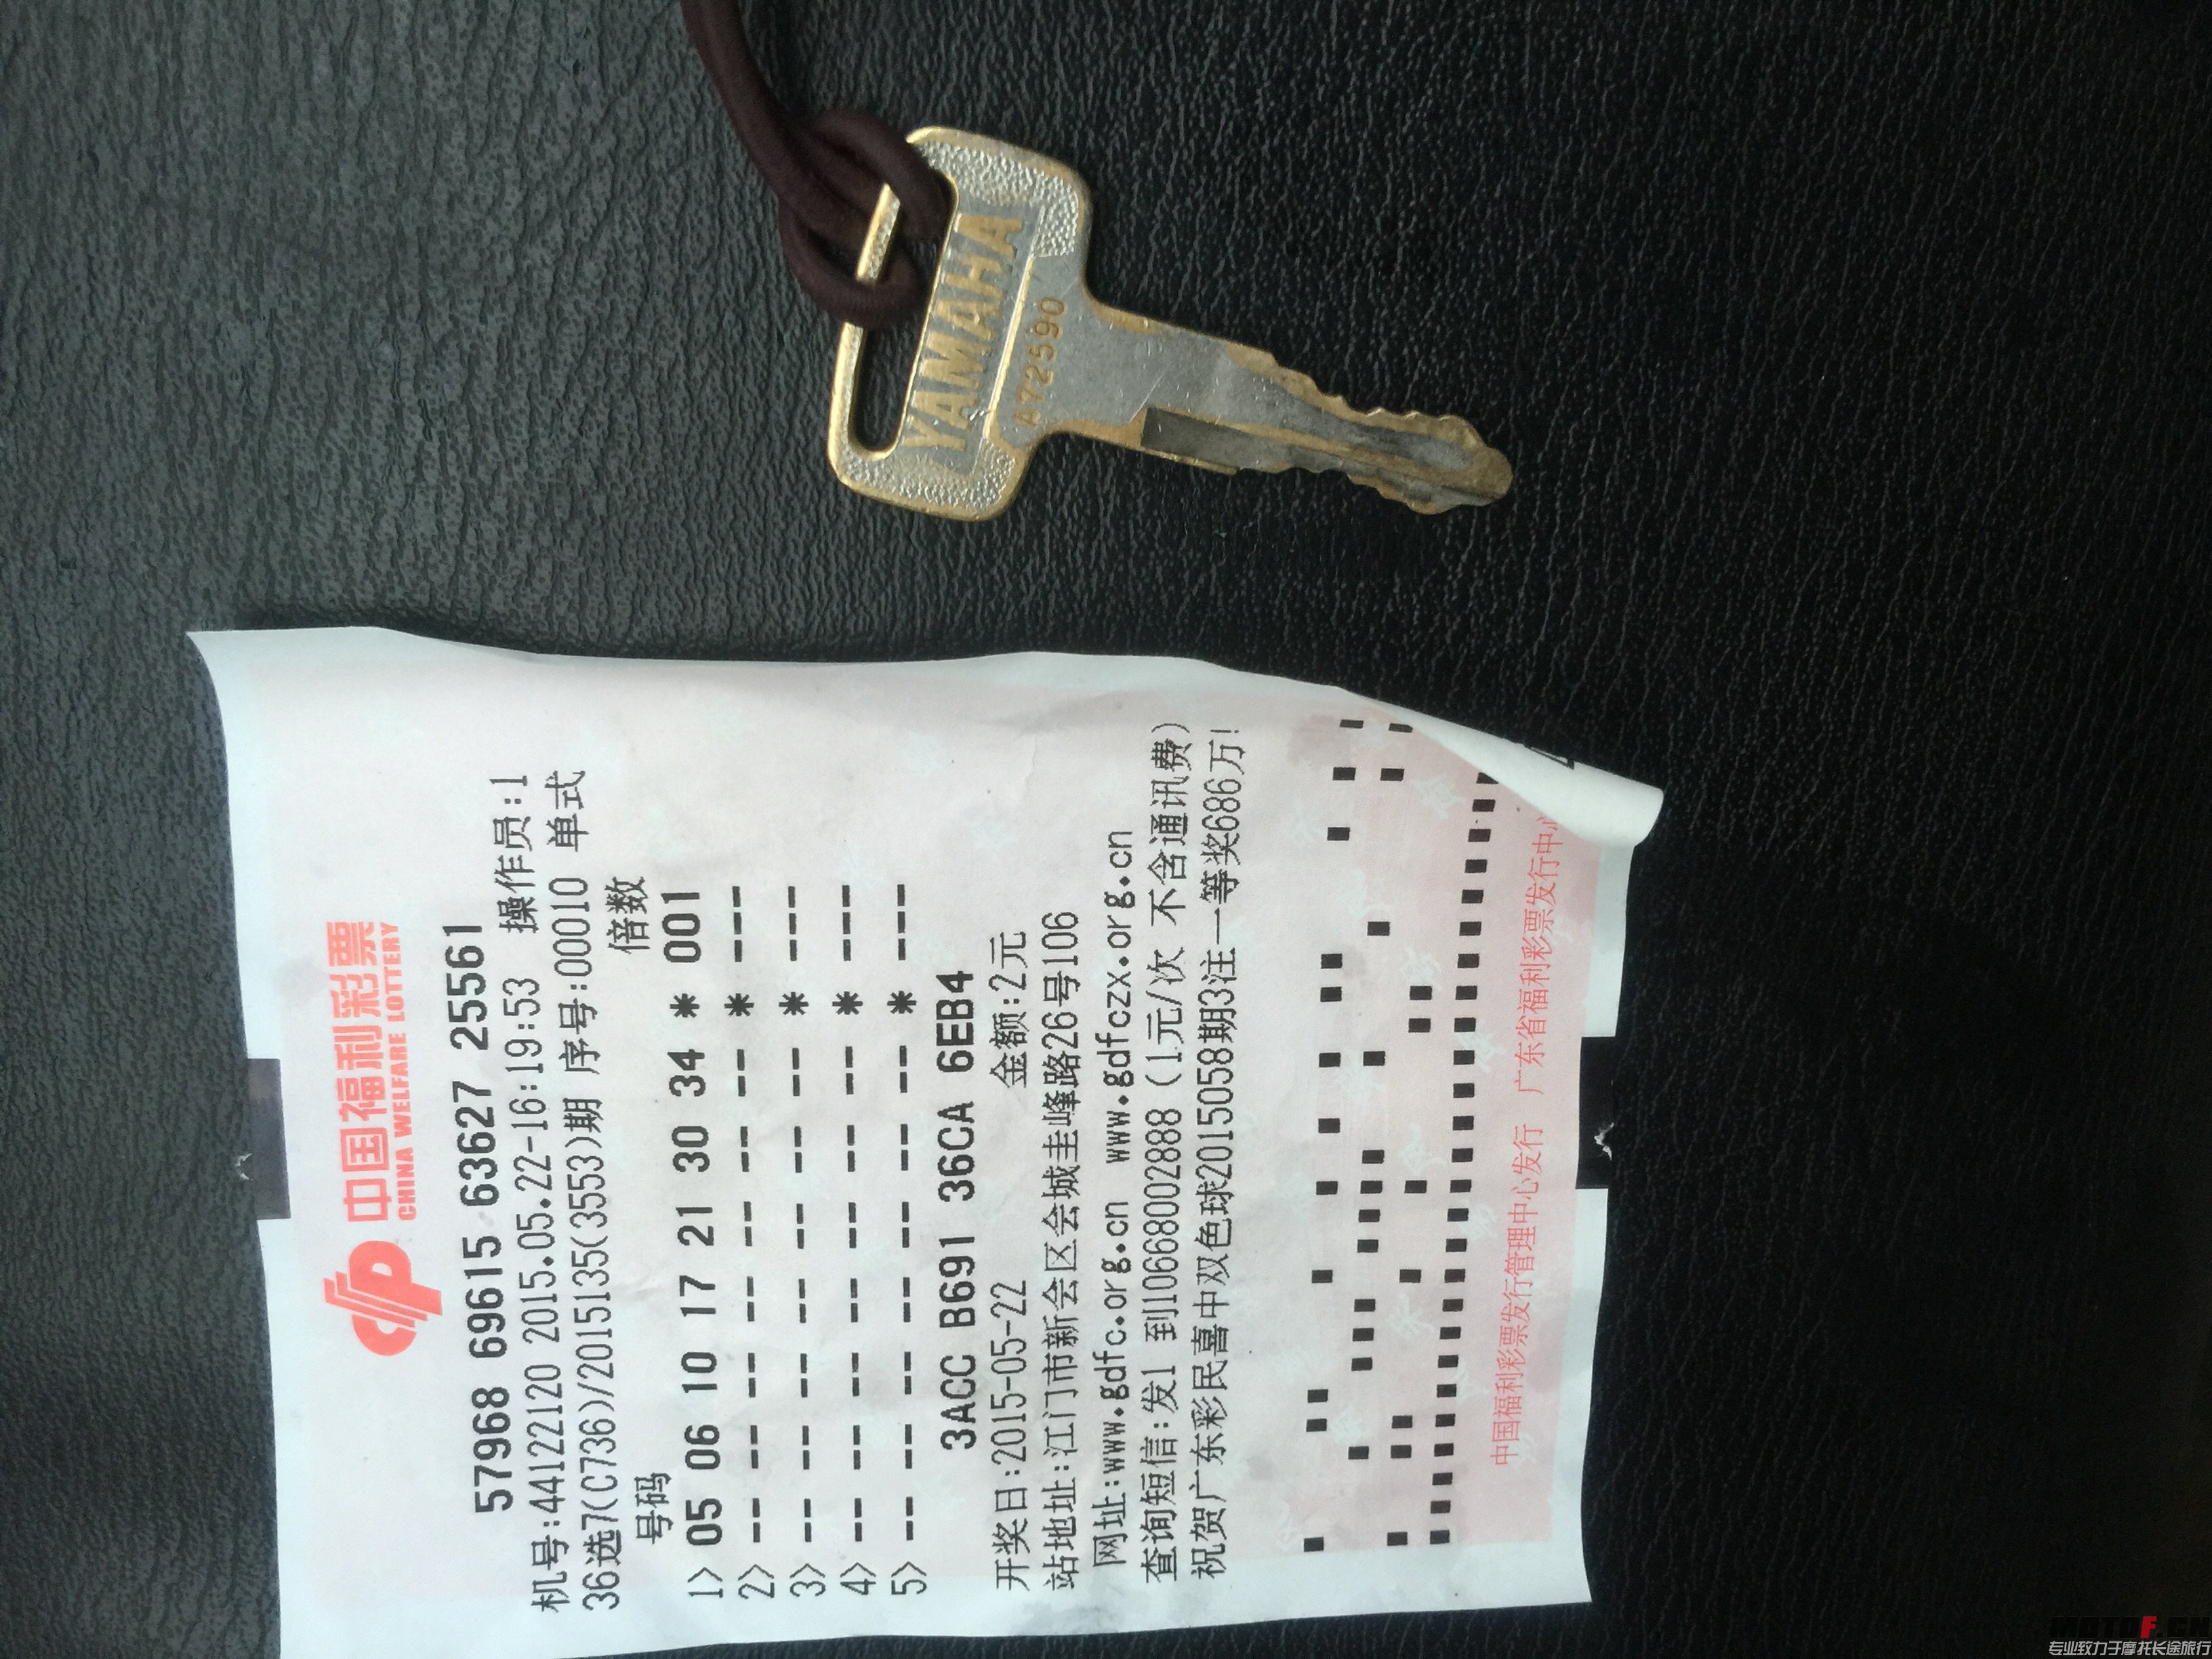 YAMAHA
A72590
中国福利彩票
CHINA WELFARE LOTTERY
57968 69615 63627 25561
机号:44122120 2015.05.22-16:19:53 操作员:1
36选7(C736)/2015135(3553)期 序号:00010 单式
号码 倍数
1> 05 06 10 17 21 30 34 * 001
2> -- -- -- -- -- -- -- * ---
3> -- -- -- -- -- -- -- * ---
4> -- -- -- -- -- -- -- * ---
5> -- -- -- -- -- -- -- * ---
3ACC B691 36CA 6EB4
开奖日:2015-05-22 金额:2元
站地址:江门市新会区会城圭峰路26号106
网址:www.gdfc.org.cn www.gdfczx.org.cn
查询短信:发1 到10668002888 (1元/次 不含通讯费)
祝贺广东彩民喜中双色球2015058期3注一等奖686万!
中国福利彩票发行管理中心发行 广东省福利彩票发行中心
MOTOF.CN
专业致力于摩托长途旅行